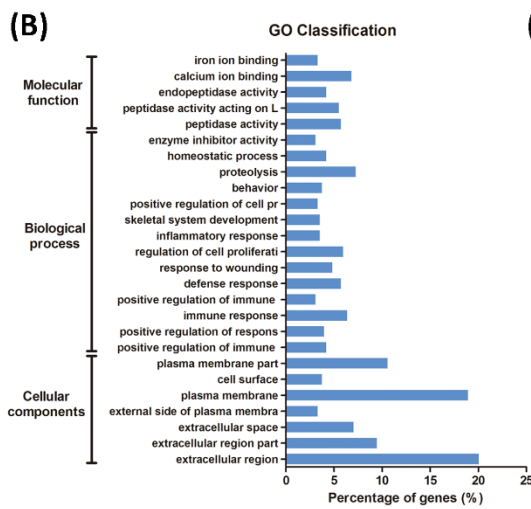 (B)
GO Classification
Molecular
function
iron ion binding
calcium ion binding
endopeptidase activity
peptidase activity acting on L
peptidase activity
Biological
process
enzyme inhibitor activity
homeostatic process
proteolysis
behavior
positive regulation of cell pr
skeletal system development
inflammatory response
regulation of cell proliferati
response to wounding
defense response
positive regulation of immune
immune response
positive regulation of respons
positive regulation of immune
Cellular
components
plasma membrane part
cell surface
plasma membrane
external side of plasma membra
extracellular space
extracellular region part
extracellular region
0 5 10 15 20 25
Percentage of genes (%)